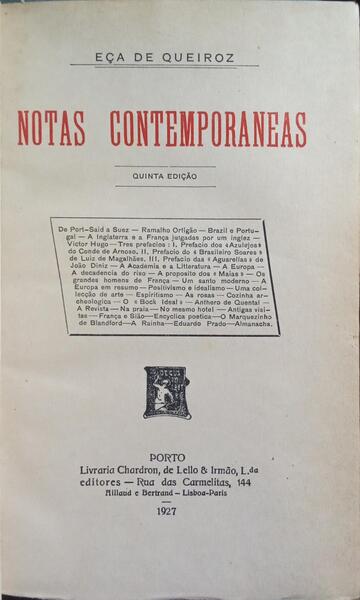 EÇA DE QUEIROZ
NOTAS CONTEMPORANEAS
QUINTA EDIÇÃO
De Port-Said a Suez — Ramalho Ortigão — Brazil e Portu-
gal — A Inglaterra e a França julgadas por um inglez —
Victor Hugo — Tres prefacios: I, Prefacio dos «Azulejos»
do Conde de Arnoso, II, Prefacio do «Brasileiro Soares»
de Luiz de Magalhães, III, Prefacio das «Aguarellas» de
João Diniz — A Academia e a Litteratura — A Europa —
A decadencia do riso — A proposito dos «Maias» — Os
grandes homens de França — Um santo moderno — A
Europa em resumo — Positivismo e idealismo — Uma col-
lecção de arte — Espiritismo — As rosas — Cozinha ar-
cheologica — O «Bock Ideal» — Anthero de Quental —
A Revista — Na praia — No mesmo hotel — Antigas visi-
tas — França e Sião — Encyclica poetica — O Marquezinho
de Blandford — A Rainha — Eduardo Prado — Almanachs.
PORTO
Livraria Chardron, de Lello & Irmão, L.da
editores — Rua das Carmelitas, 144
Aillaud e Bertrand — Lisboa-Paris
1927